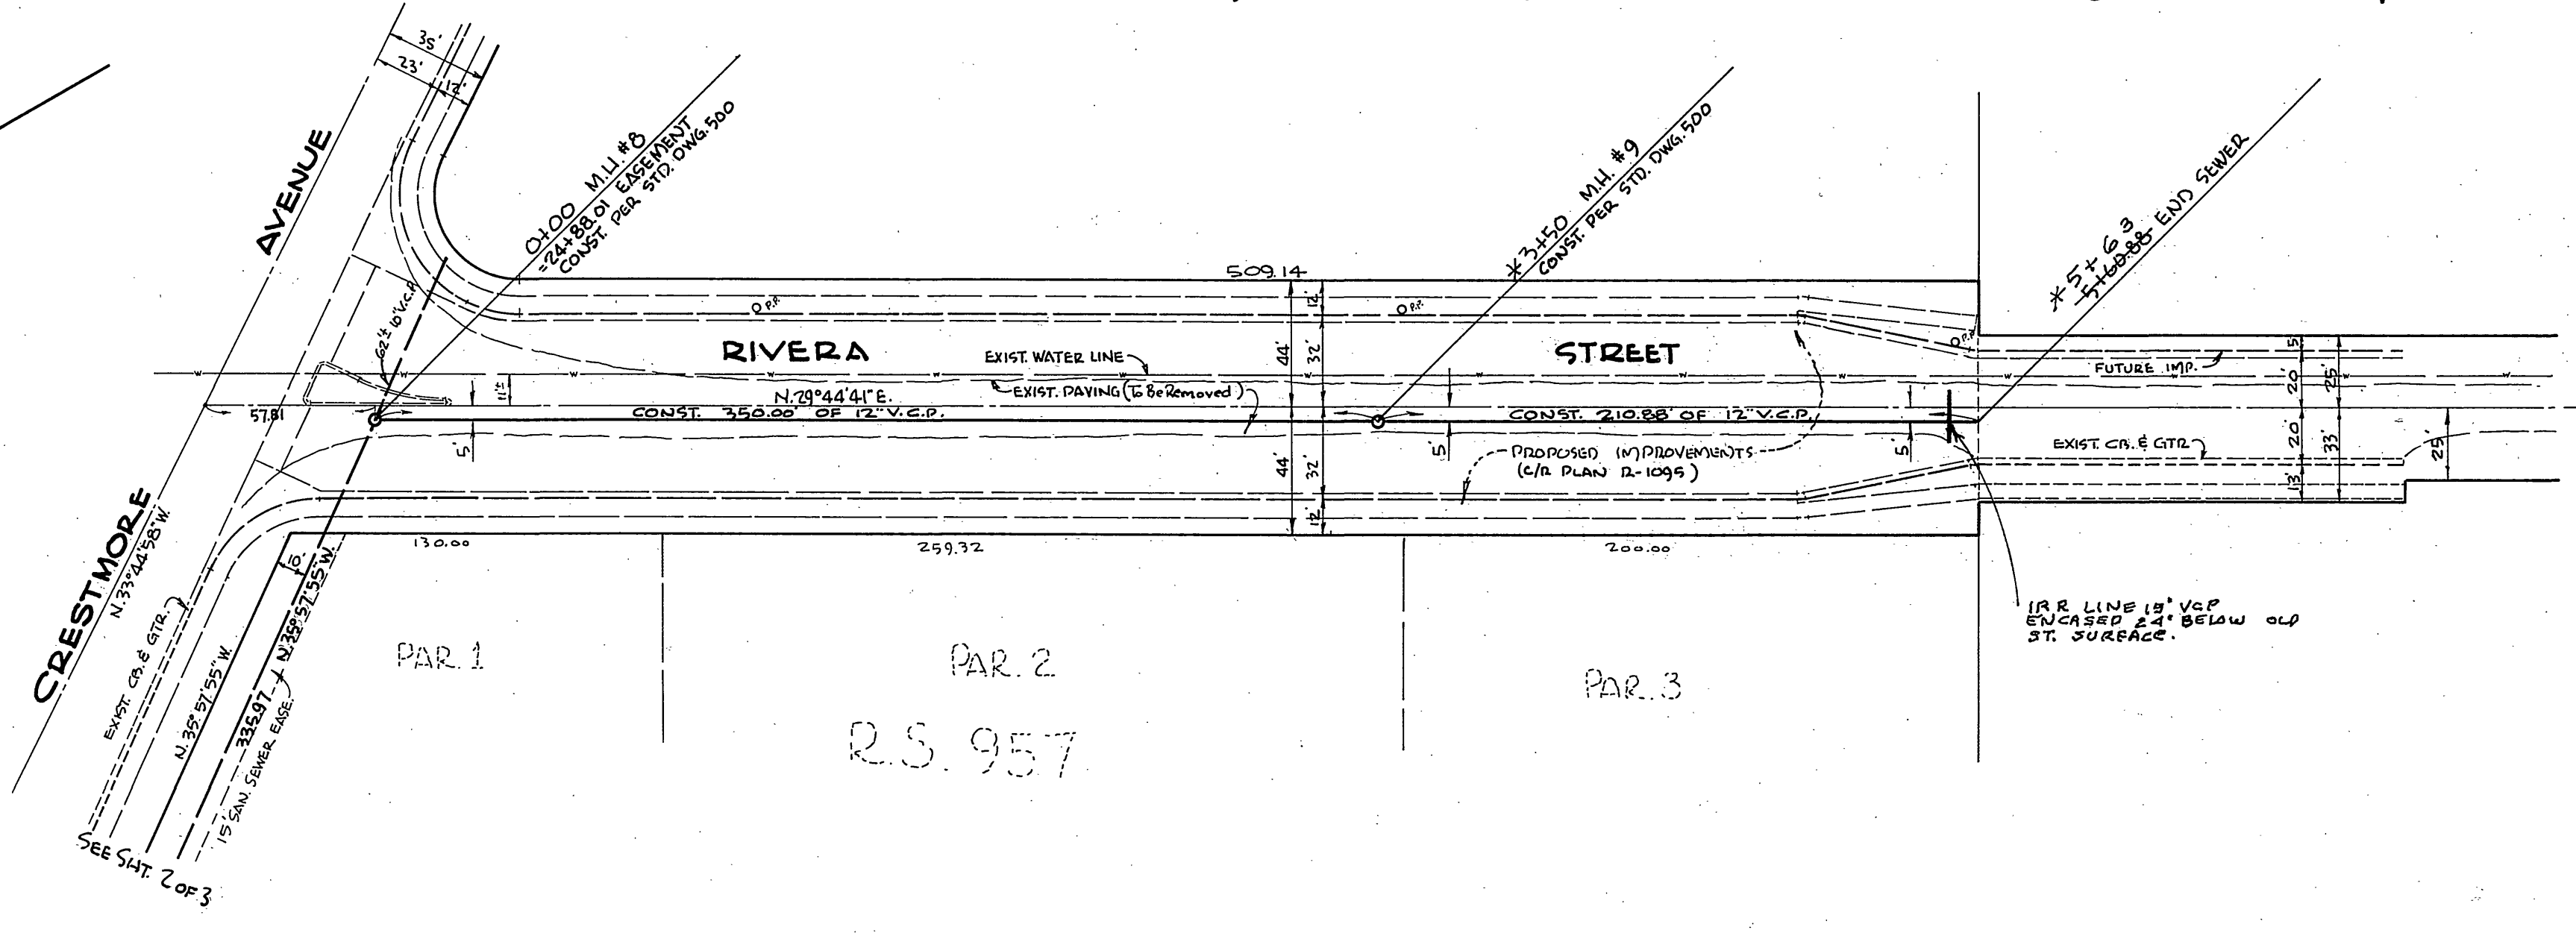 35'
23'
12'
AVENUE
0+00 M.H. #8
=24+88.01 EASEMENT
CONST. PER STD. DWG. 500
*3+50 M.H. #9
CONST. PER STD. DWG. 500
*5+63
5+60.88 END SEWER
509.14
12'
O P.P.
O P.P.
O P.P.
62'± 10" V.C.P.
RIVERA
STREET
44'
32'
EXIST. WATER LINE
W W W W W W W W W
11'±
EXIST. PAVING (To Be Removed)
N.29°44'41"E.
57.81
CONST. 350.00' OF 12" V.C.P.
CONST. 210.88' OF 12" V.C.P.
5'
5'
5'
5'
20'
25'
FUTURE IMP.
PROPOSED IMPROVEMENTS
(C/R PLAN R-1095)
EXIST. CB. & GTR
20'
33'
13'
25'
44'
32'
12'
130.00
259.32
200.00
CRESTMORE
N.33°44'58"W.
10'
N.35°57'55"W.
EXIST. CB. & GTR.
N.35°57'55"W.
335.97
15' SAN. SEWER EASE.
SEE SHT. 2 OF 3
PAR. 1
PAR. 2
PAR. 3
R.S. 957
ENCASED 24" BELOW OLD
ST. SURFACE.